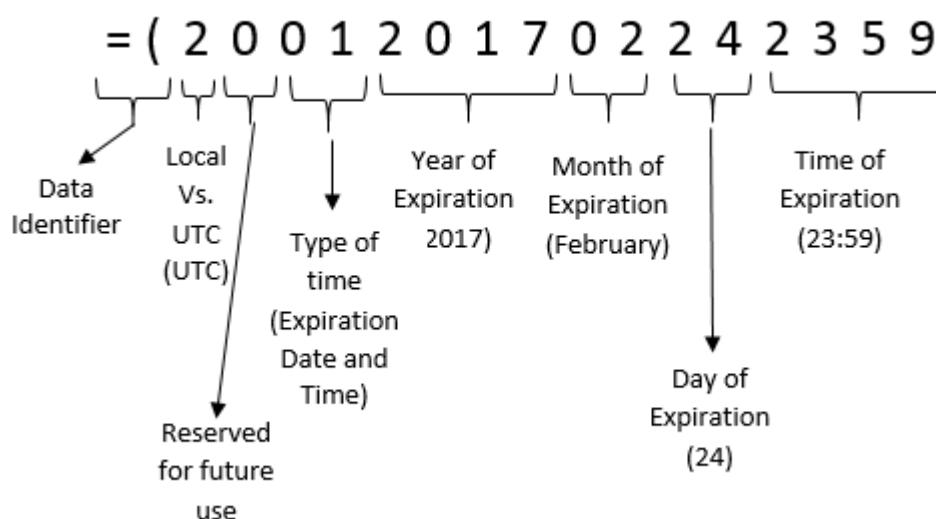 = ( 2 0 0 1 2 0 1 7 0 2 2 4 2 3 5 9
Data
Identifier
Local
Vs.
UTC
(UTC)
Reserved
for future
use
Type of
time
(Expiration
Date and
Time)
Year of
Expiration
2017)
Month of
Expiration
(February)
Day of
Expiration
(24)
Time of
Expiration
(23:59)